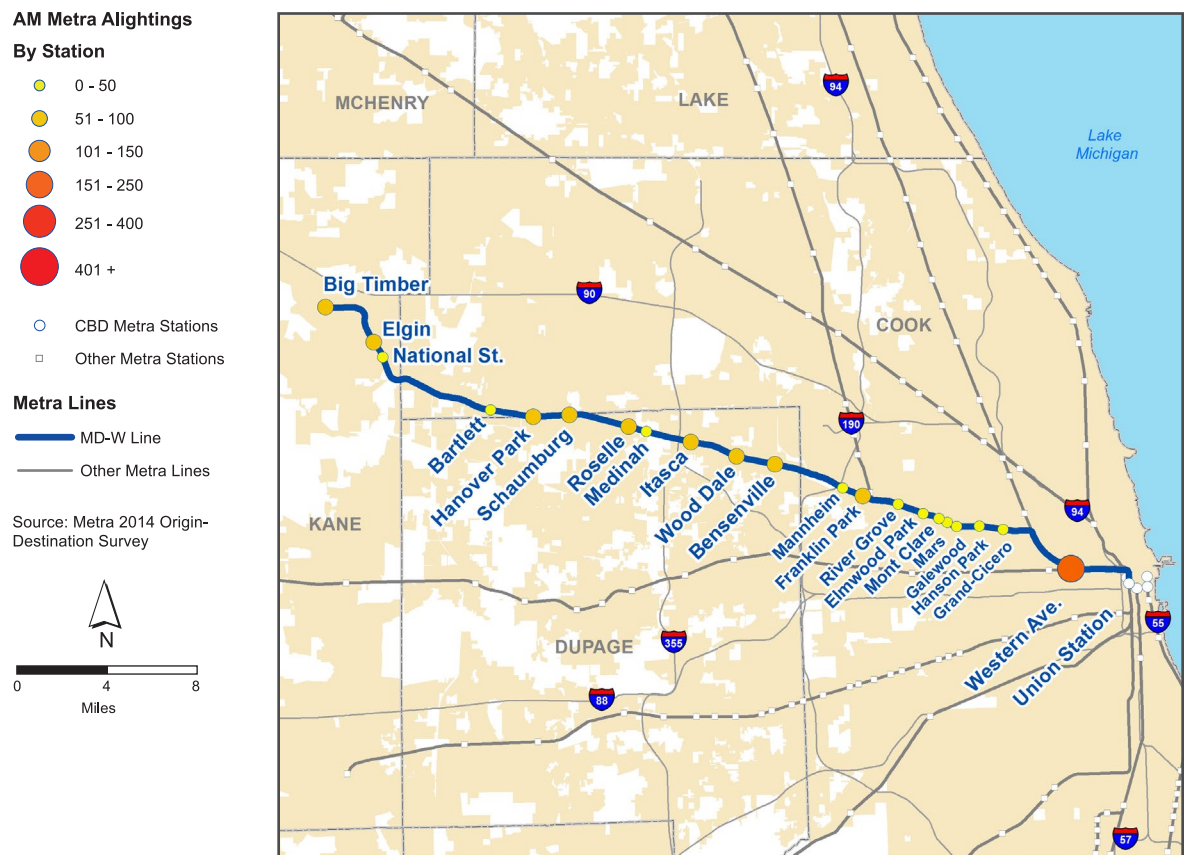 AM Metra Alightings
By Station
0 - 50
51 - 100
101 - 150
151 - 250
251 - 400
401 +
CBD Metra Stations
Other Metra Stations
Metra Lines
MD-W Line
Other Metra Lines
Source: Metra 2014 Origin-
Destination Survey
N
0
4
8
Miles
MCHENRY
LAKE
94
Lake
Michigan
Big Timber
90
Elgin
COOK
National St.
190
Bartlett
Hanover Park
Schaumburg
Roselle
Medinah
Itasca
Wood Dale
Bensenville
Mannheim
Franklin Park
River Grove
Elmwood Park
Mont Clare
Mars
Galewood
Hanson Park
Grand-Cicero
94
KANE
Western Ave.
Union Station
55
DUPAGE
355
88
57